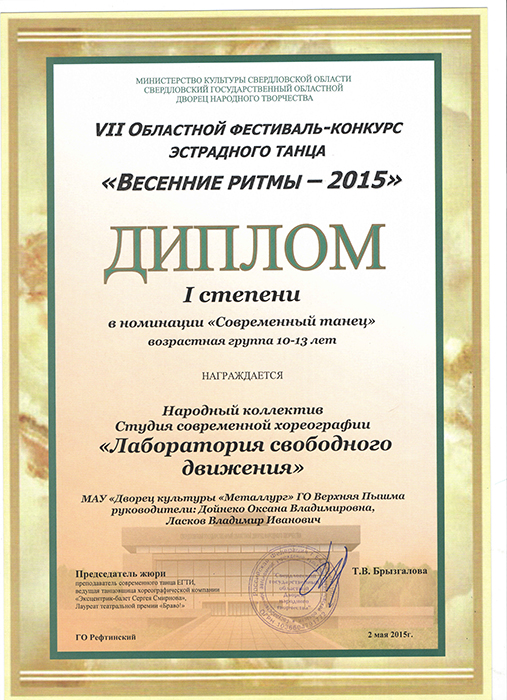 МИНИСТЕРСТВО КУЛЬТУРЫ СВЕРДЛОВСКОЙ ОБЛАСТИ
СВЕРДЛОВСКИЙ ГОСУДАРСТВЕННЫЙ ОБЛАСТНОЙ
ДВОРЕЦ НАРОДНОГО ТВОРЧЕСТВА
VII ОБЛАСТНОЙ ФЕСТИВАЛЬ-КОНКУРС
ЭСТРАДНОГО ТАНЦА
«ВЕСЕННИЕ РИТМЫ – 2015»
ДИПЛОМ
I степени
в номинации «Современный танец»
возрастная группа 10-13 лет
НАГРАЖДАЕТСЯ
Народный коллектив
Студия современной хореографии
«Лаборатория свободного
движения»
МАУ «Дворец культуры «Металлург» ГО Верхняя Пышма
руководители: Дойнеко Оксана Владимировна,
Ласков Владимир Иванович
Председатель жюри
Т.В. Брызгалова
преподаватель современного танца ЕГТИ,
ведущая танцовщица хореографической компании
«Эксцентрик-балет Сергея Смирнова»,
Лауреат театральной премии «Браво!»
ГО Рефтинский
2 мая 2015г.